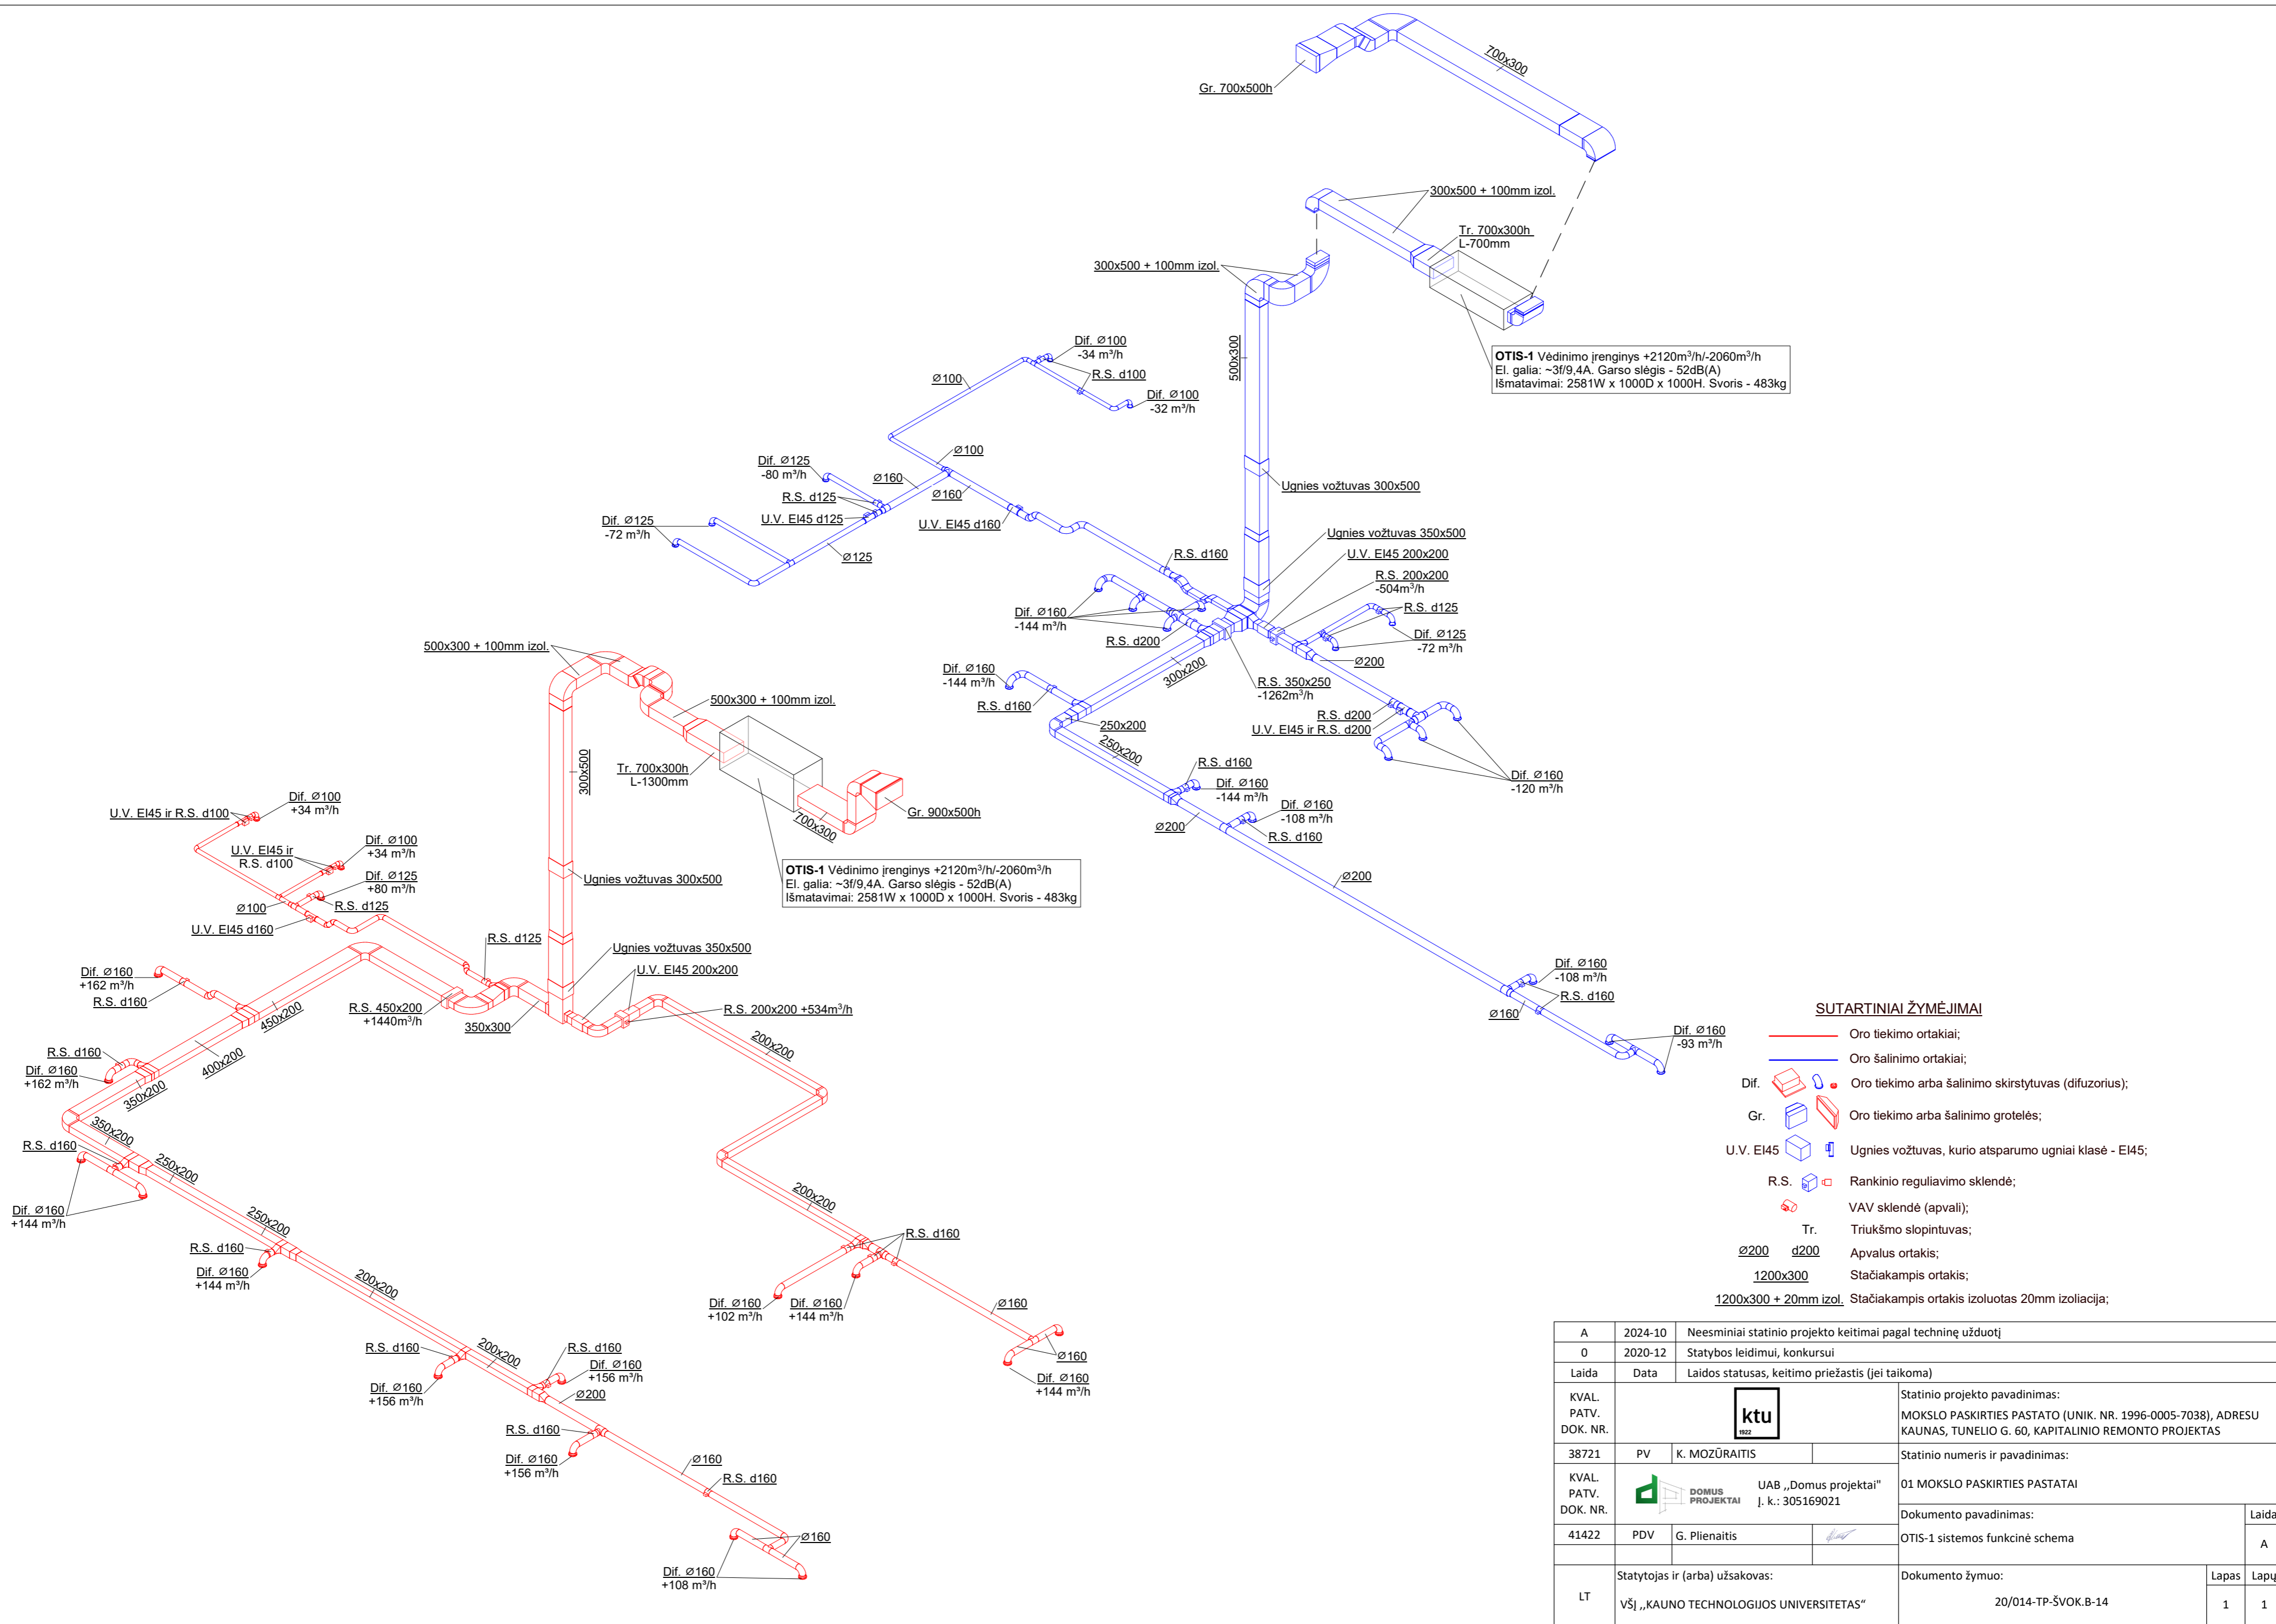 700x300
Gr. 700x500h
300x500 + 100mm izol.
Tr. 700x300h
L-700mm
300x500 + 100mm izol.
500x300
OTIS-1 Vėdinimo įrenginys +2120m³/h/-2060m³/h
El. galia: ~3f/9,4A. Garso slėgis - 52dB(A)
Išmatavimai: 2581W x 1000D x 1000H. Svoris - 483kg
Dif. Ø100
-34 m³/h
R.S. d100
Ø100
Dif. Ø100
-32 m³/h
Ø100
Dif. Ø125
-80 m³/h
Ø160
Ø160
R.S. d125
U.V. EI45 d125
U.V. EI45 d160
Dif. Ø125
-72 m³/h
Ø125
Ugnies vožtuvas 300x500
Ugnies vožtuvas 350x500
R.S. d160
U.V. EI45 200x200
R.S. 200x200
-504m³/h
R.S. d125
Dif. Ø160
-144 m³/h
R.S. d200
Dif. Ø125
-72 m³/h
Ø200
300x200
Dif. Ø160
-144 m³/h
R.S. d160
R.S. 350x250
-1262m³/h
R.S. d200
U.V. EI45 ir R.S. d200
250x200
250x200
R.S. d160
Dif. Ø160
-144 m³/h
Dif. Ø160
-120 m³/h
Dif. Ø160
-108 m³/h
R.S. d160
Ø200
Ø200
Dif. Ø160
-108 m³/h
R.S. d160
Ø160
Dif. Ø160
-93 m³/h
500x300 + 100mm izol.
500x300 + 100mm izol.
300x500
Tr. 700x300h
L-1300mm
Gr. 900x500h
700x300
OTIS-1 Vėdinimo įrenginys +2120m³/h/-2060m³/h
El. galia: ~3f/9,4A. Garso slėgis - 52dB(A)
Išmatavimai: 2581W x 1000D x 1000H. Svoris - 483kg
Dif. Ø100
+34 m³/h
U.V. EI45 ir R.S. d100
Dif. Ø100
+34 m³/h
U.V. EI45 ir
R.S. d100
Dif. Ø125
+80 m³/h
Ø100
R.S. d125
U.V. EI45 d160
Ugnies vožtuvas 300x500
R.S. d125
Ugnies vožtuvas 350x500
U.V. EI45 200x200
Dif. Ø160
+162 m³/h
R.S. d160
R.S. 450x200
+1440m³/h
R.S. 200x200 +534m³/h
450x200
350x300
200x200
R.S. d160
Dif. Ø160
+162 m³/h
400x200
350x200
350x200
R.S. d160
250x200
Dif. Ø160
+144 m³/h
250x200
200x200
R.S. d160
R.S. d160
Dif. Ø160
+144 m³/h
200x200
Dif. Ø160
+102 m³/h
Dif. Ø160
+144 m³/h
Ø160
R.S. d160
200x200
R.S. d160
Dif. Ø160
+156 m³/h
Ø160
Dif. Ø160
+144 m³/h
Dif. Ø160
+156 m³/h
Ø200
R.S. d160
Dif. Ø160
+156 m³/h
Ø160
R.S. d160
Ø160
Dif. Ø160
+108 m³/h
SUTARTINIAI ŽYMĖJIMAI
Oro tiekimo ortakiai;
Oro šalinimo ortakiai;
Dif. Oro tiekimo arba šalinimo skirstytuvas (difuzorius);
Gr. Oro tiekimo arba šalinimo grotelės;
U.V. EI45 Ugnies vožtuvas, kurio atsparumo ugniai klasė - EI45;
R.S. Rankinio reguliavimo sklendė;
VAV sklendė (apvali);
Tr. Triukšmo slopintuvas;
Ø200 d200 Apvalus ortakis;
1200x300 Stačiakampis ortakis;
1200x300 + 20mm izol. Stačiakampis ortakis izoluotas 20mm izoliacija;
A 2024-10 Neesminiai statinio projekto keitimai pagal techninę užduotį
0 2020-12 Statybos leidimui, konkursui
Laida Data Laidos statusas, keitimo priežastis (jei taikoma)
KVAL.
PATV.
DOK. NR.
ktu
1922
Statinio projekto pavadinimas:
MOKSLO PASKIRTIES PASTATO (UNIK. NR. 1996-0005-7038), ADRESU
KAUNAS, TUNELIO G. 60, KAPITALINIO REMONTO PROJEKTAS
38721 PV K. MOZŪRAITIS
Statinio numeris ir pavadinimas:
01 MOKSLO PASKIRTIES PASTATAI
KVAL.
PATV.
DOK. NR.
DOMUS
PROJEKTAI
UAB ,,Domus projektai"
Į. k.: 305169021
Dokumento pavadinimas: Laida
OTIS-1 sistemos funkcinė schema A
41422 PDV G. Plienaitis
LT
Statytojas ir (arba) užsakovas:
VŠĮ ,,KAUNO TECHNOLOGIJOS UNIVERSITETAS“
Dokumento žymuo: Lapas Lapų
20/014-TP-ŠVOK.B-14 1 1